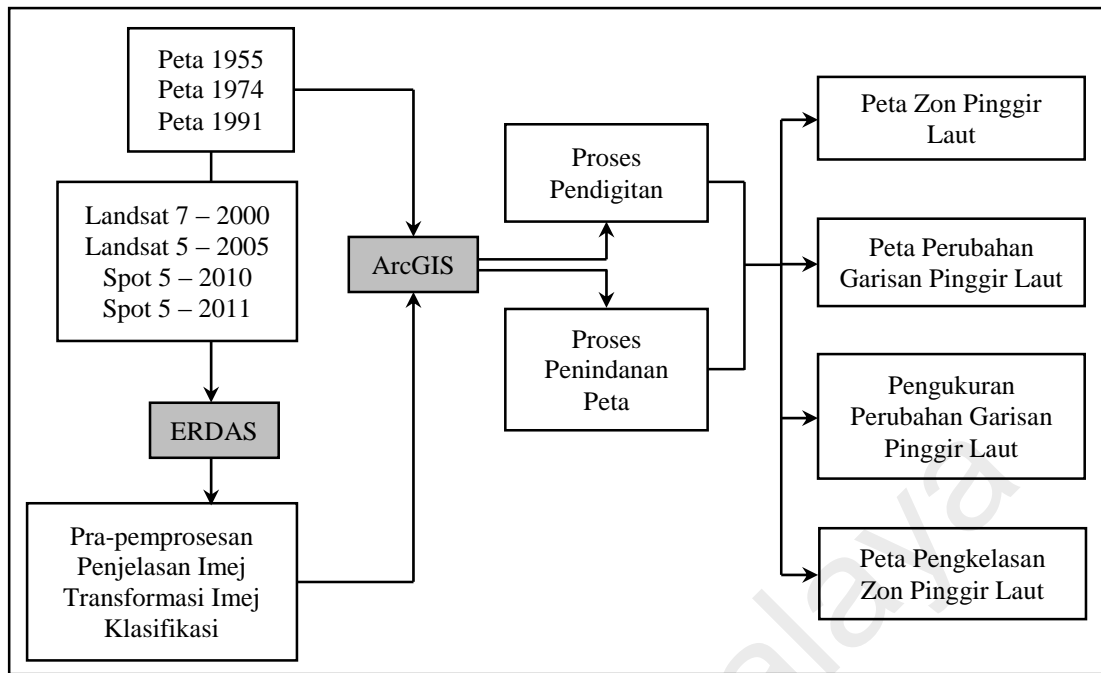 Peta 1955
Peta 1974
Peta 1991
Landsat 7 – 2000
Landsat 5 – 2005
Spot 5 – 2010
Spot 5 – 2011
ERDAS
Pra-pemprosesan
Penjelasan Imej
Transformasi Imej
Klasifikasi
ArcGIS
Proses
Pendigitan
Proses
Penindanan
Peta
Peta Zon Pinggir
Laut
Peta Perubahan
Garisan Pinggir Laut
Pengukuran
Perubahan Garisan
Pinggir Laut
Peta Pengkelasan
Zon Pinggir Laut
alaya